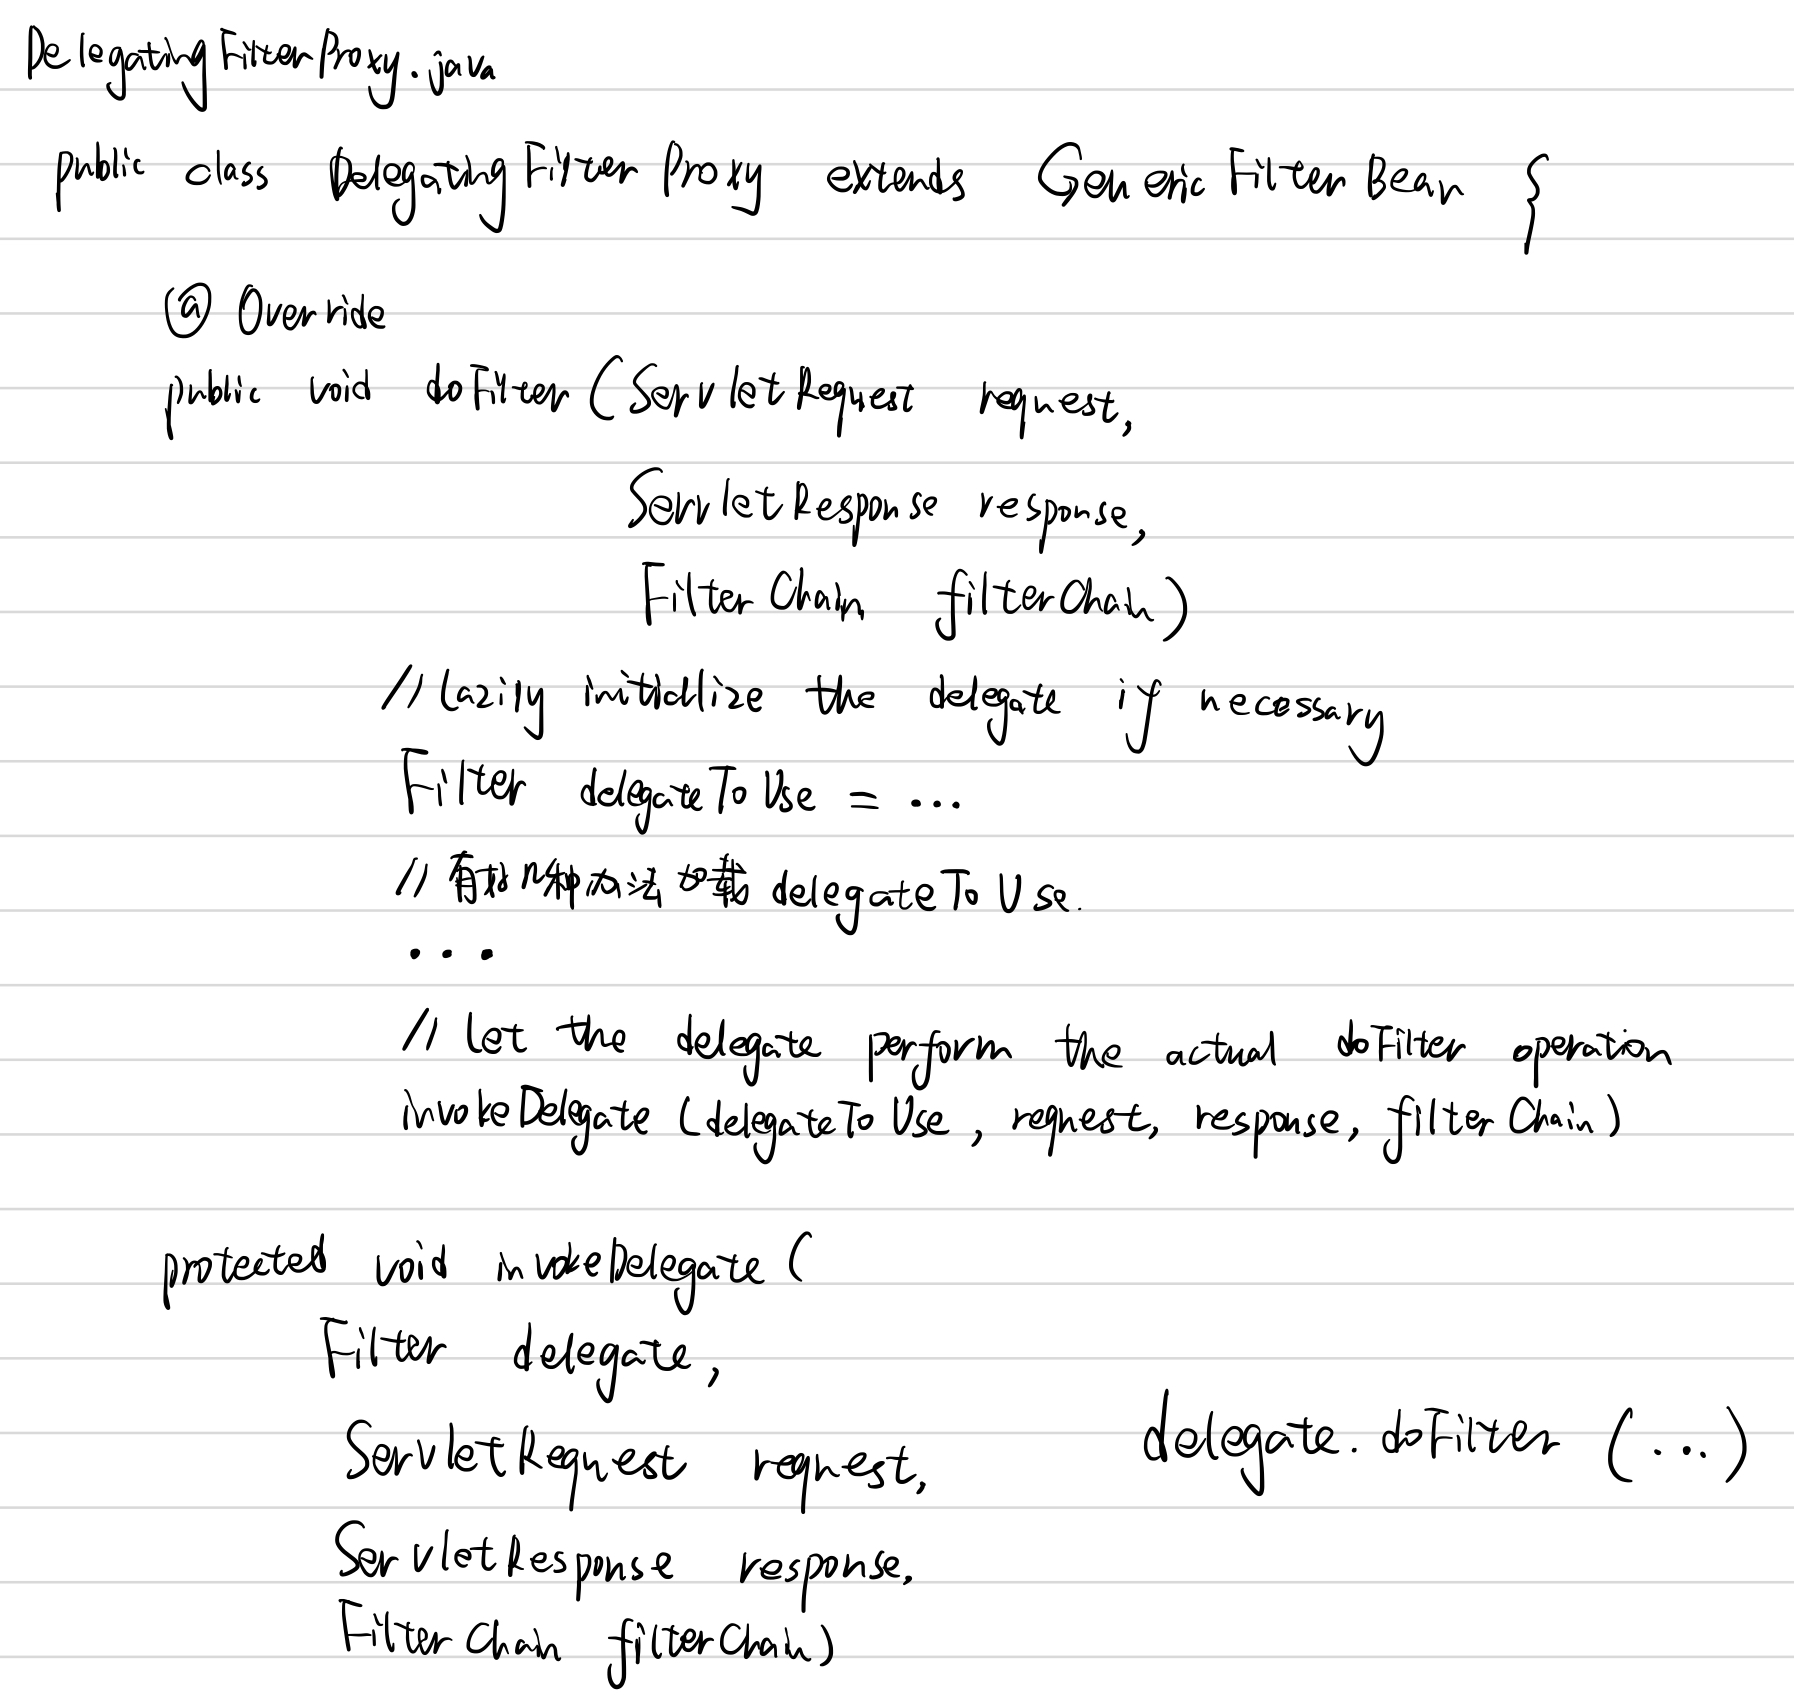 DelegatingFilterProxy.java
public class DelegatingFilterProxy extends GenericFilterBean {
@Override
public void doFilter(ServletRequest request,
ServletResponse response,
FilterChain filterChain)
// Lazily initialize the delegate if necessary
Filter delegateToUse = ...
// 有好几种办法加载 delegateToUse.
...
// let the delegate perform the actual doFilter operation
invokeDelegate (delegateToUse, request, response, filterChain)
protected void invokeDelegate (
Filter delegate,
ServletRequest request,
ServletResponse response,
FilterChain filterChain)
delegate.doFilter (...)